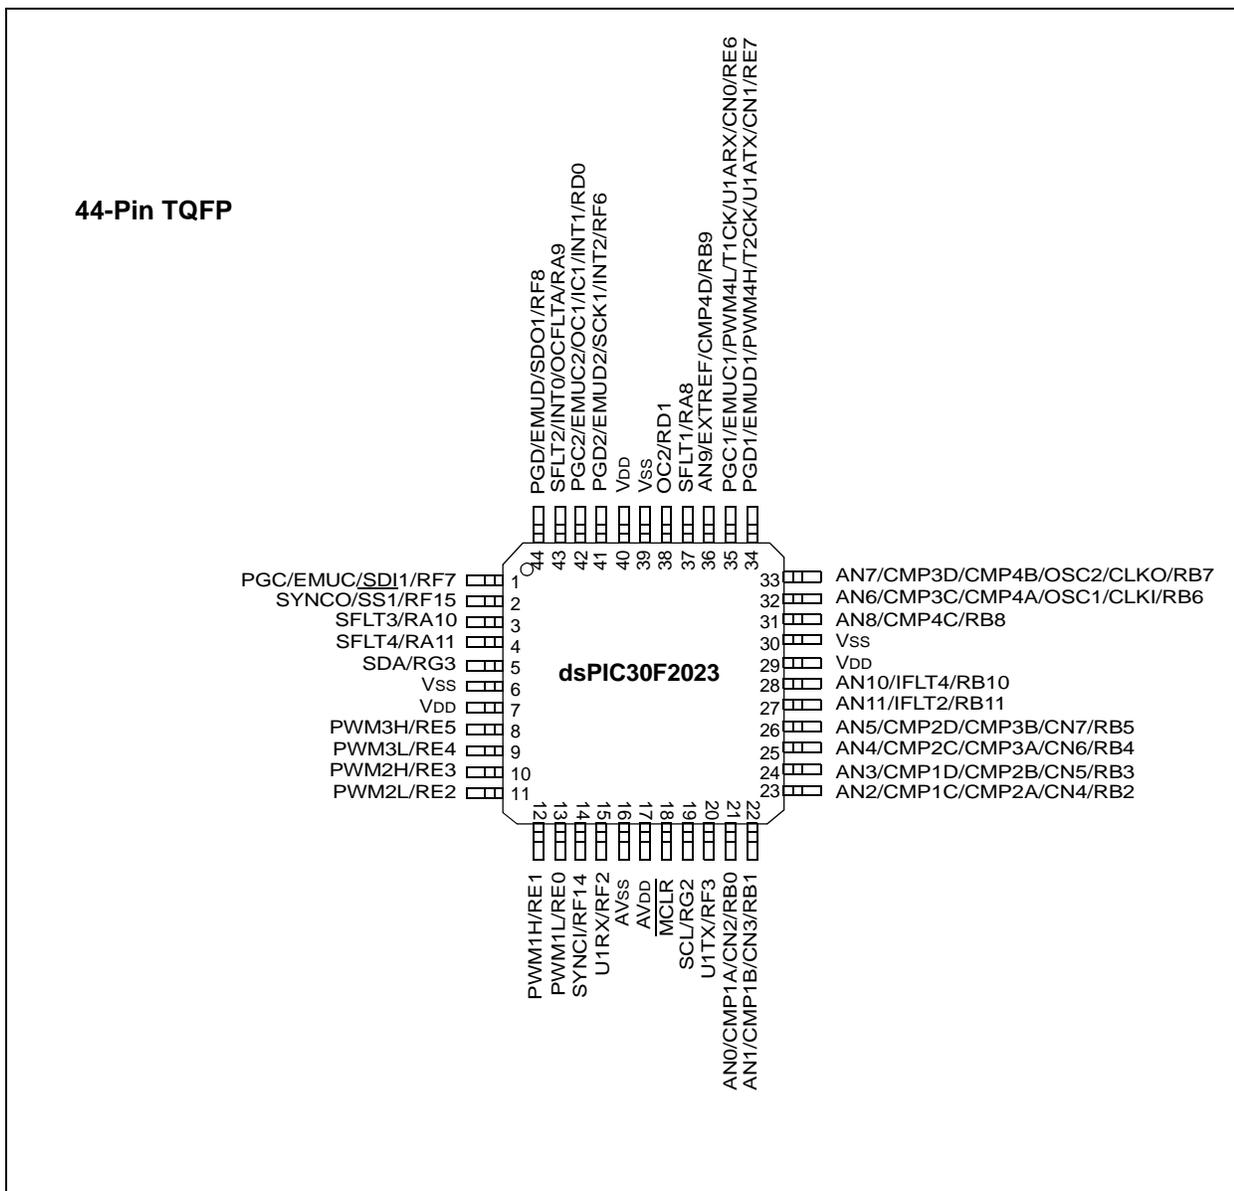 44-Pin TQFP
PGD/EMUD/SDO1/RF8
SFLT2/INT0/OCFLTA/RA9
PGC2/EMUC2/OC1/IC1/INT1/RD0
PGD2/EMUD2/SCK1/INT2/RF6
VDD
VSS
OC2/RD1
SFLT1/RA8
AN9/EXTREF/CMP4D/RB9
PGC1/EMUC1/PWM4L/T1CK/U1ARX/CN0/RE6
PGD1/EMUD1/PWM4H/T2CK/U1ATX/CN1/RE7
44
43
42
41
40
39
38
37
36
35
34
PGC/EMUC/SDI1/RF7 1
SYNCO/SS1/RF15 2
SFLT3/RA10 3
SFLT4/RA11 4
SDA/RG3 5
VSS 6
VDD 7
PWM3H/RE5 8
PWM3L/RE4 9
PWM2H/RE3 10
PWM2L/RE2 11
dsPIC30F2023
33 AN7/CMP3D/CMP4B/OSC2/CLKO/RB7
32 AN6/CMP3C/CMP4A/OSC1/CLKI/RB6
31 AN8/CMP4C/RB8
30 VSS
29 VDD
28 AN10/IFLT4/RB10
27 AN11/IFLT2/RB11
26 AN5/CMP2D/CMP3B/CN7/RB5
25 AN4/CMP2C/CMP3A/CN6/RB4
24 AN3/CMP1D/CMP2B/CN5/RB3
23 AN2/CMP1C/CMP2A/CN4/RB2
12
13
14
15
16
17
18
19
20
21
22
PWM1H/RE1
PWM1L/RE0
SYNCI/RF14
U1RX/RF2
AVSS
AVDD
MCLR
SCL/RG2
U1TX/RF3
AN0/CMP1A/CN2/RB0
AN1/CMP1B/CN3/RB1